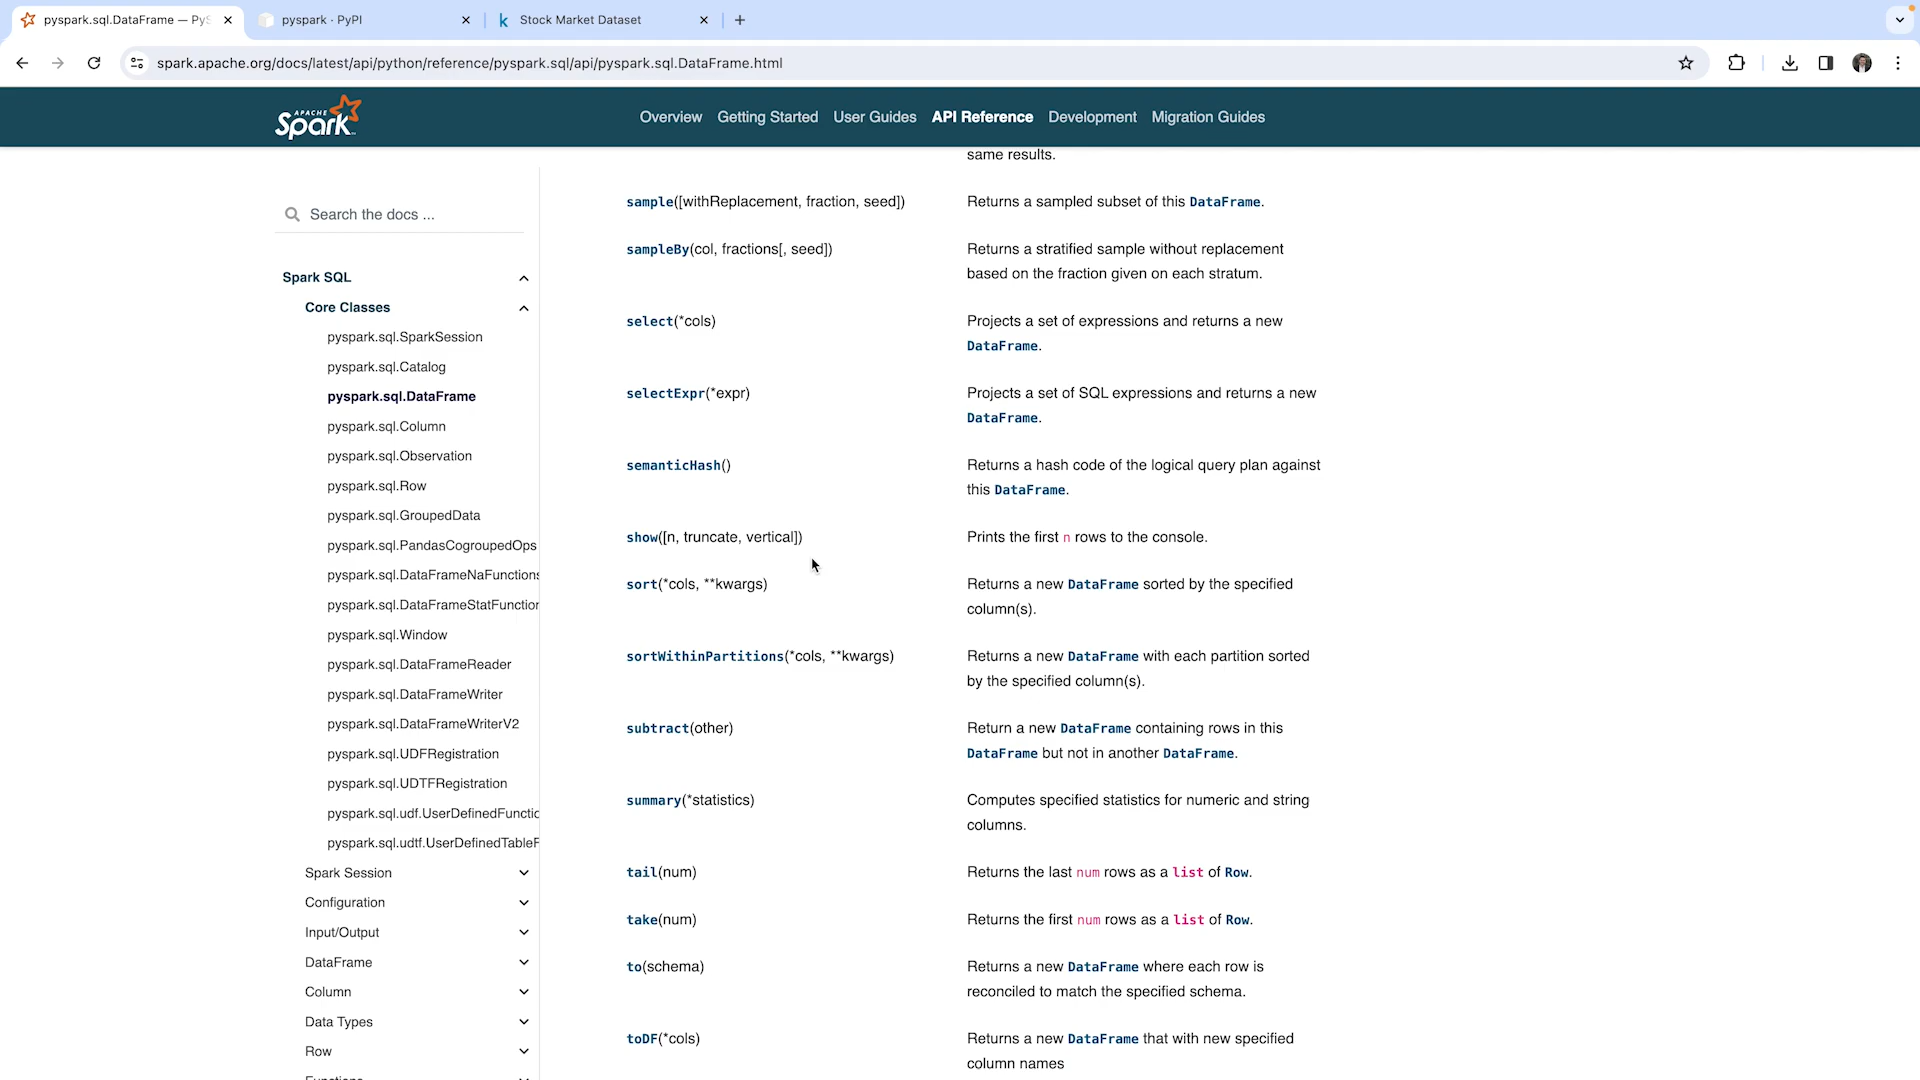 pyspark.sql.DataFrame — PyS
pyspark · PyPI
Stock Market Dataset
spark.apache.org/docs/latest/api/python/reference/pyspark.sql/api/pyspark.sql.DataFrame.html
APACHE
Spark
Overview
Getting Started
User Guides
API Reference
Development
Migration Guides
Search the docs ...
Spark SQL
Core Classes
pyspark.sql.SparkSession
pyspark.sql.Catalog
pyspark.sql.DataFrame
pyspark.sql.Column
pyspark.sql.Observation
pyspark.sql.Row
pyspark.sql.GroupedData
pyspark.sql.PandasCogroupedOps
pyspark.sql.DataFrameNaFunctions
pyspark.sql.DataFrameStatFunction
pyspark.sql.Window
pyspark.sql.DataFrameReader
pyspark.sql.DataFrameWriter
pyspark.sql.DataFrameWriterV2
pyspark.sql.UDFRegistration
pyspark.sql.UDTFRegistration
pyspark.sql.udf.UserDefinedFunctio
pyspark.sql.udtf.UserDefinedTableF
Spark Session
Configuration
Input/Output
DataFrame
Column
Data Types
Row
Functions
same results.
sample([withReplacement, fraction, seed])
Returns a sampled subset of this DataFrame.
sampleBy(col, fractions[, seed])
Returns a stratified sample without replacement
based on the fraction given on each stratum.
select(*cols)
Projects a set of expressions and returns a new
DataFrame.
selectExpr(*expr)
Projects a set of SQL expressions and returns a new
DataFrame.
semanticHash()
Returns a hash code of the logical query plan against
this DataFrame.
show([n, truncate, vertical])
Prints the first n rows to the console.
sort(*cols, **kwargs)
Returns a new DataFrame sorted by the specified
column(s).
sortWithinPartitions(*cols, **kwargs)
Returns a new DataFrame with each partition sorted
by the specified column(s).
subtract(other)
Return a new DataFrame containing rows in this
DataFrame but not in another DataFrame.
summary(*statistics)
Computes specified statistics for numeric and string
columns.
tail(num)
Returns the last num rows as a list of Row.
take(num)
Returns the first num rows as a list of Row.
to(schema)
Returns a new DataFrame where each row is
reconciled to match the specified schema.
toDF(*cols)
Returns a new DataFrame that with new specified
column names